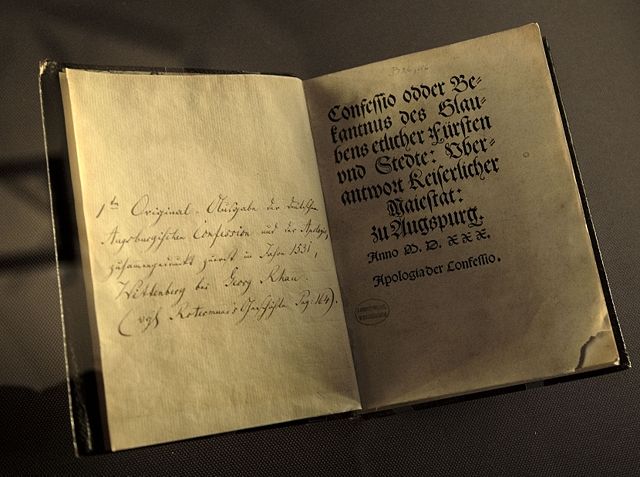 1te Original-Ausgabe der deutschen
Augsburgischen Confession und der Apologie,
zusammengedruckt zuerst im Jahre 1531,
Wittenberg bei Georg Rhau.
(vgl. Rotermund's Geschichte Pag: 164).
Confessio odder Be-
kantnus des Glau-
bens etlicher Fürsten
vnd Stedte: Vber-
antwort Keiserlicher
Maiestat:
zu Augspurg.
Anno M. D. XXX.
Apologia der Confessio.